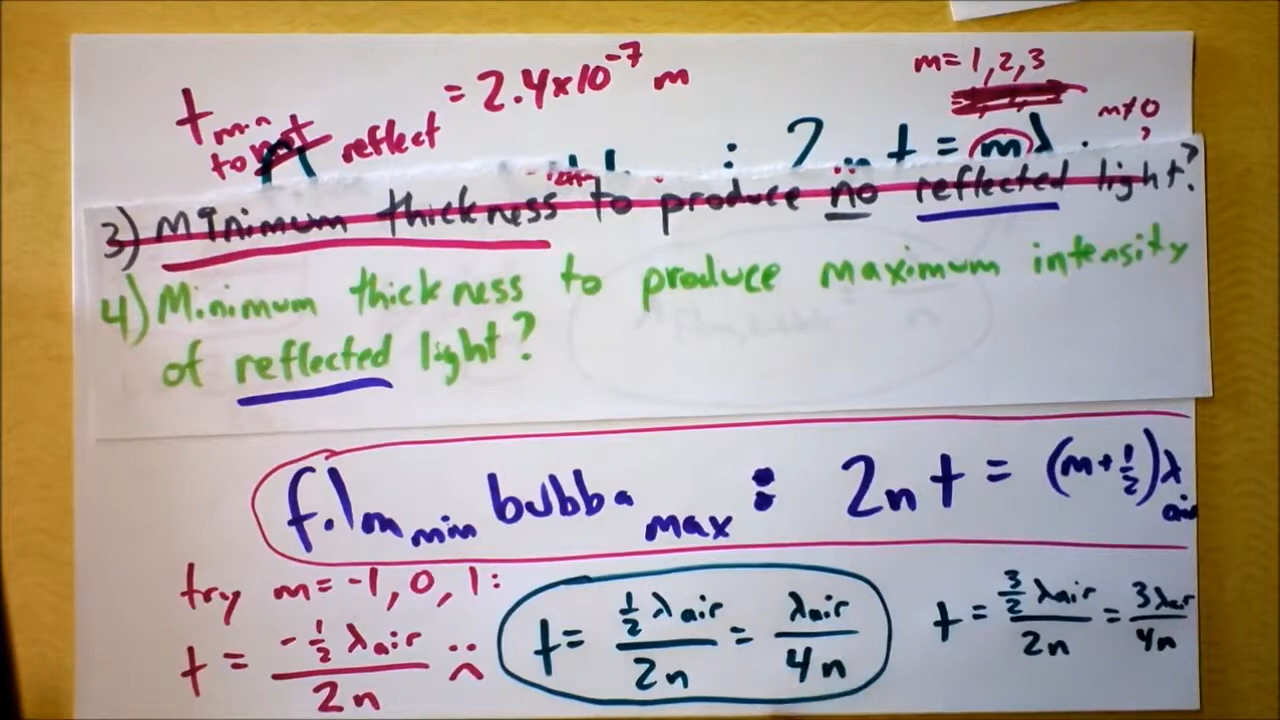 = 2.4×10⁻⁷ m
m= 1,2,3
t min to reflect
m≠0
: 2 t = mλ.
?
3) Minimum thickness to produce no reflected light?
4) Minimum thickness to produce maximum intensity
of reflected light?
film min bubba max : 2nt = (m+½)λ air
try m= -1, 0, 1:
t = -½ λair / 2n :(
t= ½ λair / 2n = λair / 4n
t = 3/2 λair / 2n = 3λair / 4n